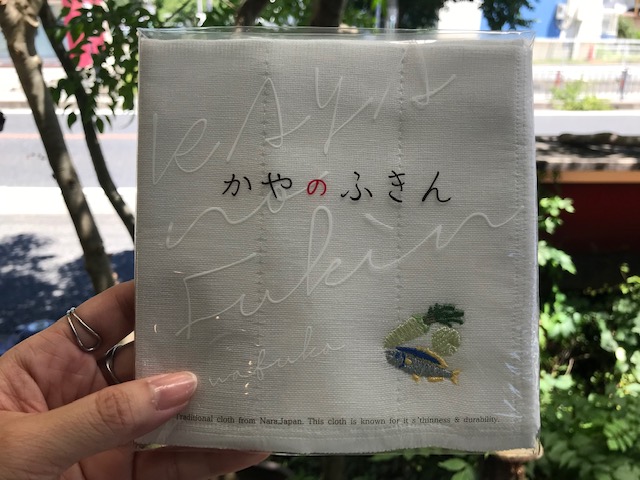 KAYA
かやのふきん
no
Fukin
Traditional cloth from Nara,Japan. This cloth is known for it s'thinness & durability.